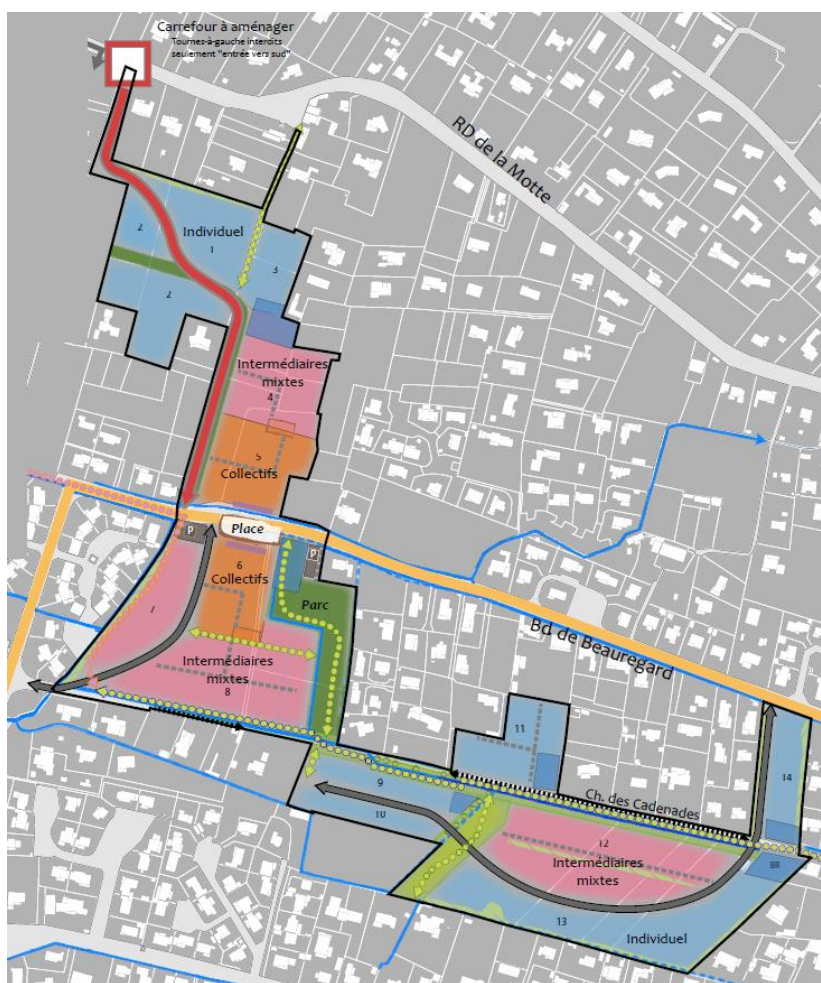 Carrefour à aménager
Tournes-à-gauche interdits
seulement "entrée vers sud"
RD de la Motte
2
Individuel
1
3
2
Intermédiaires
mixtes
4
5
Collectifs
P
Place
P
6
Collectifs
Parc
7
Bd. de Beauregard
Intermédiaires
mixtes
8
11
14
9
Ch. des Cadenades
10
12
Intermédiaires
mixtes
BR
13
Individuel